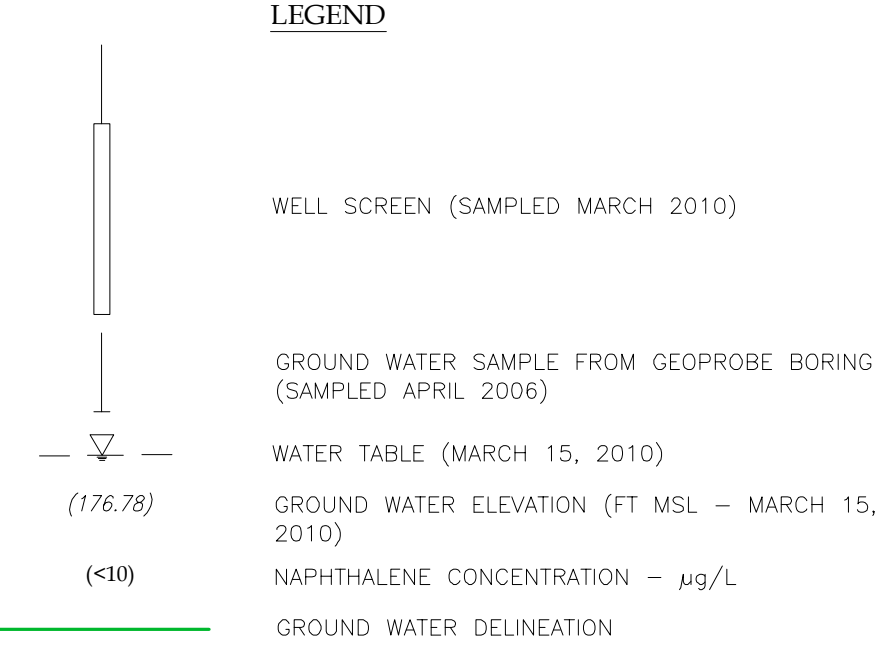 LEGEND
WELL SCREEN (SAMPLED MARCH 2010)
GROUND WATER SAMPLE FROM GEOPROBE BORING
(SAMPLED APRIL 2006)
WATER TABLE (MARCH 15, 2010)
(176.78) GROUND WATER ELEVATION (FT MSL – MARCH 15,
2010)
(<10) NAPHTHALENE CONCENTRATION – µg/L
GROUND WATER DELINEATION